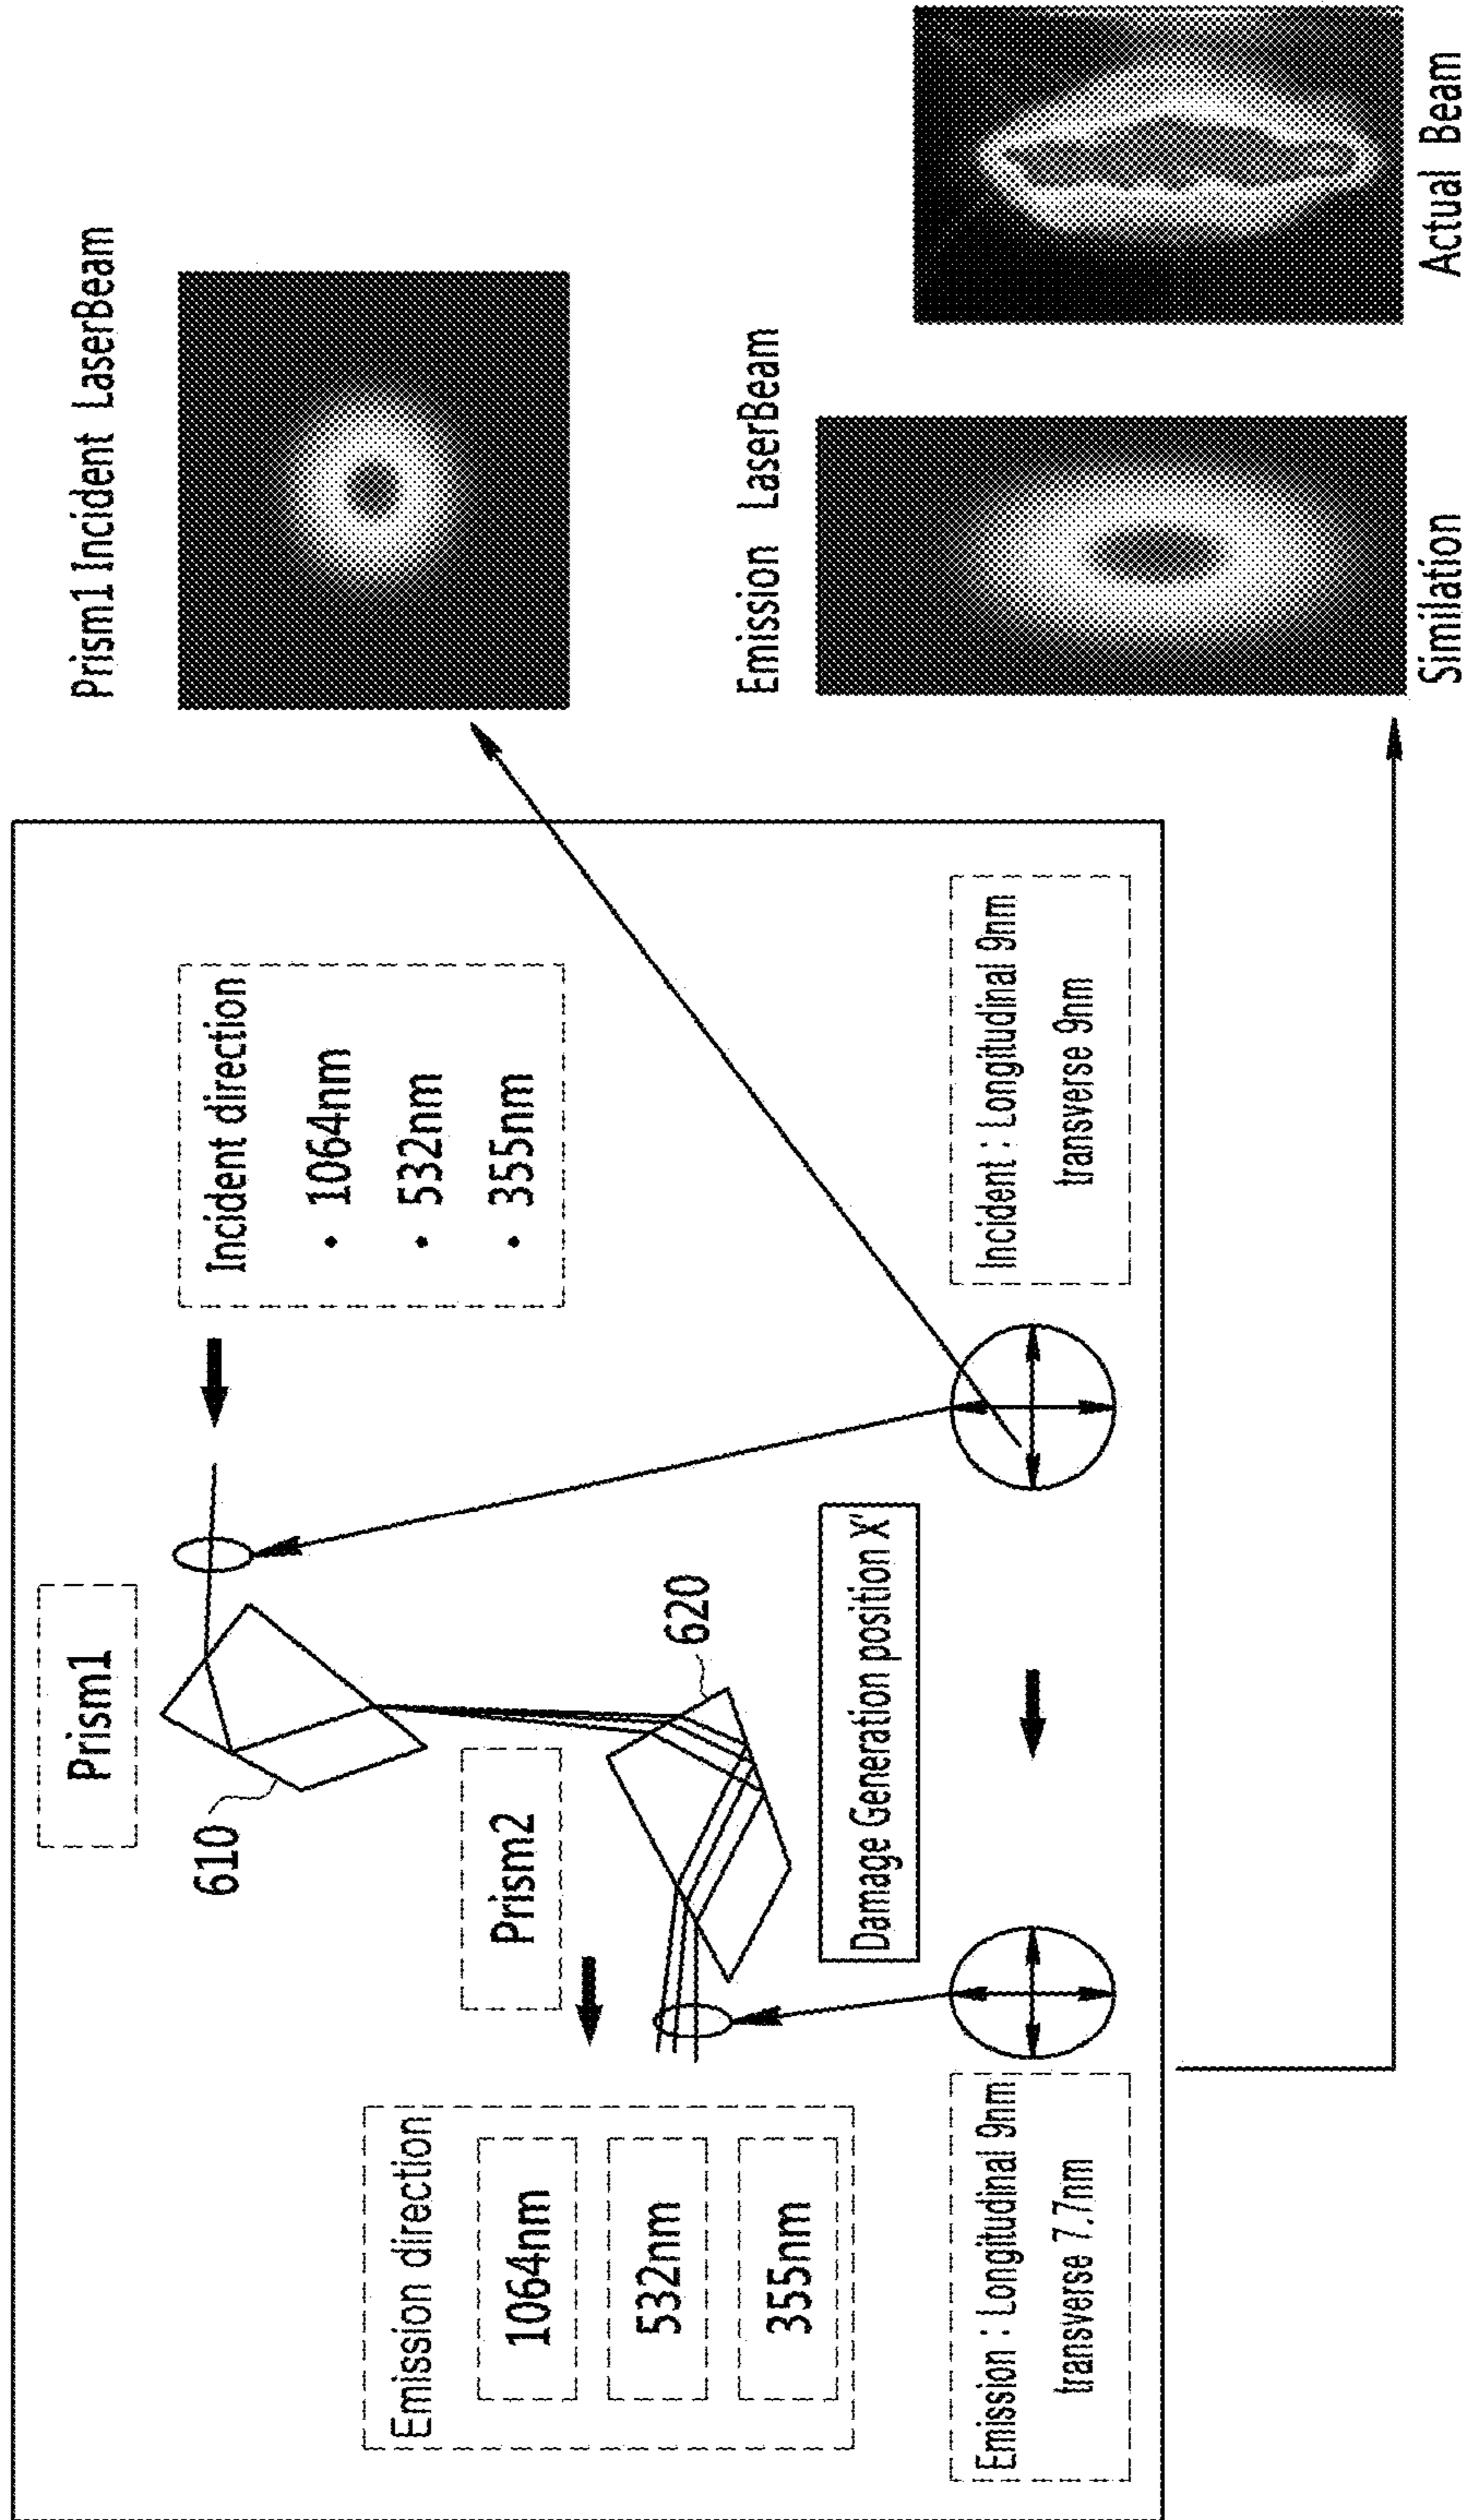 Prism1
610
Prism2
620
Incident direction
• 1064nm
• 532nm
• 355nm
Emission direction
1064nm
532nm
355nm
Damage Generation position X'
Emission : Longitudinal 9nm
transverse 7.7nm
Incident : Longitudinal 9nm
transverse 9nm
Prism1 Incident LaserBeam
Emission LaserBeam
Similation
Actual Beam